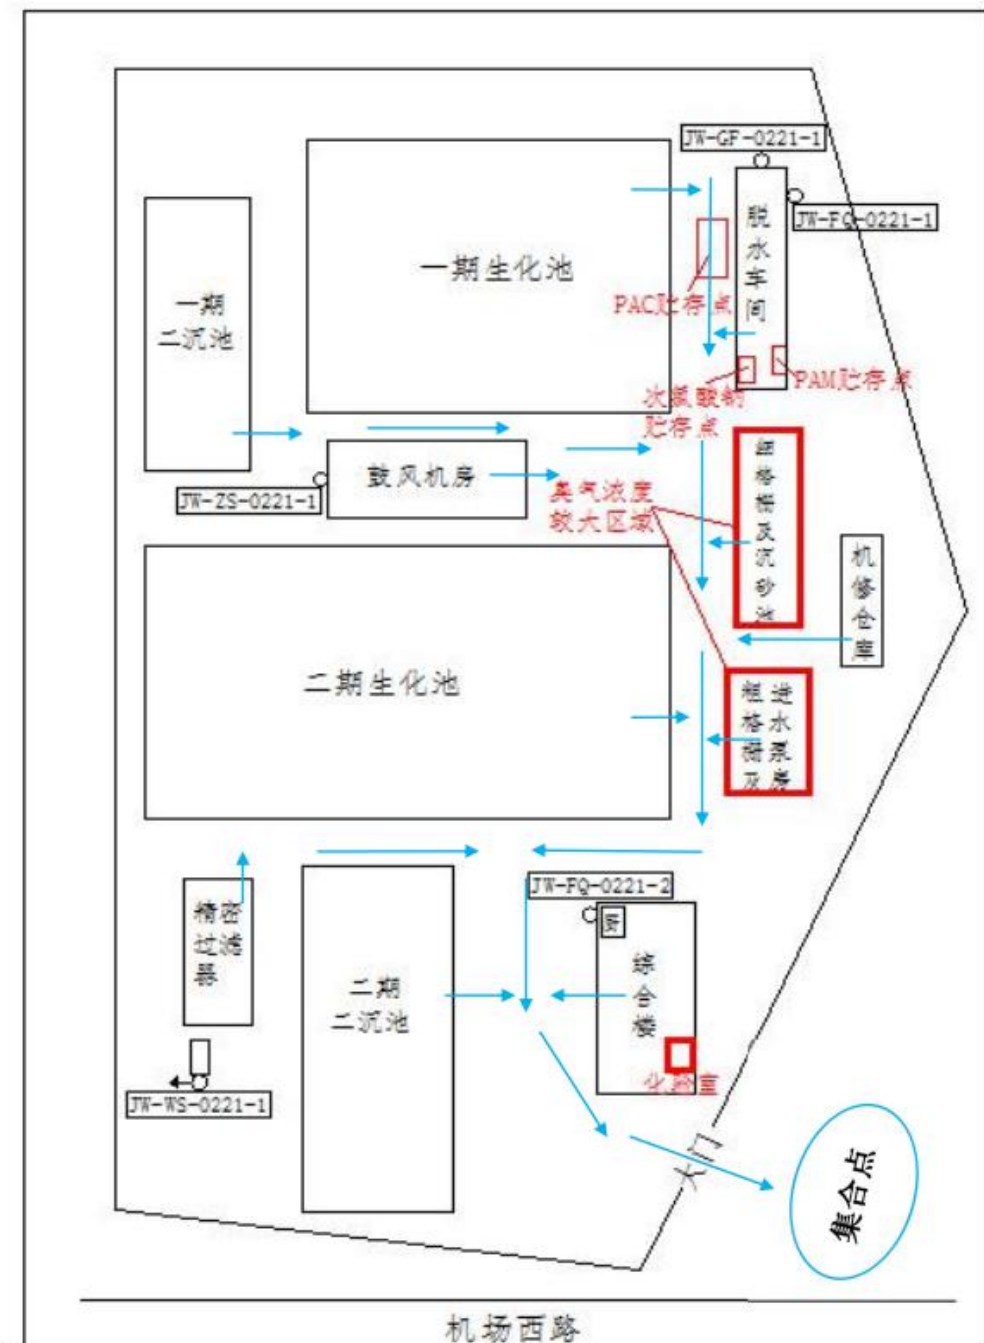 JW-GF-0221-1
脱水车间
JW-FQ-0221-1
一期生化池
一期
二沉池
PAC贮存点
PAM贮存点
次氯酸钠
贮存点
鼓风机房
JW-ZS-0221-1
臭气浓度
较大区域
细格栅及沉砂池
机修仓库
二期生化池
粗格栅及
进水泵房
JW-FQ-0221-2
精密
过滤
器
二期
二沉池
综合楼
化验室
JW-WS-0221-1
大门
集合点
机场西路